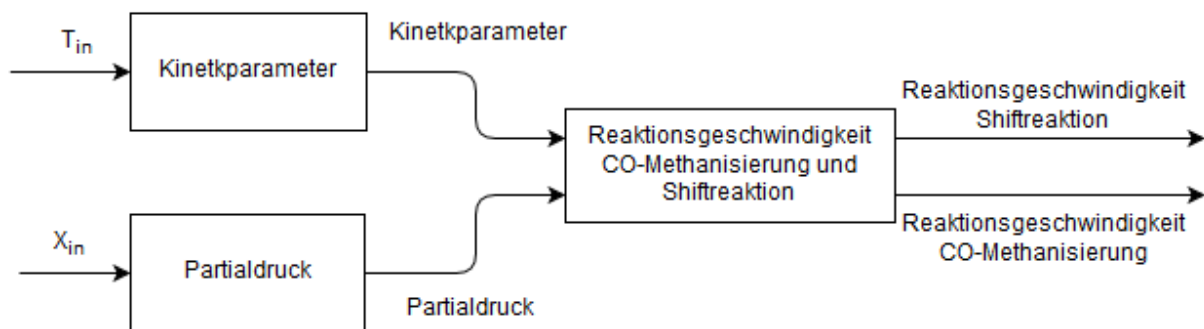 T_in
Kinetkparameter
Kinetkparameter
Reaktionsgeschwindigkeit
Shiftreaktion
Reaktionsgeschwindigkeit
CO-Methanisierung und
Shiftreaktion
X_in
Partialdruck
Partialdruck
Reaktionsgeschwindigkeit
CO-Methanisierung